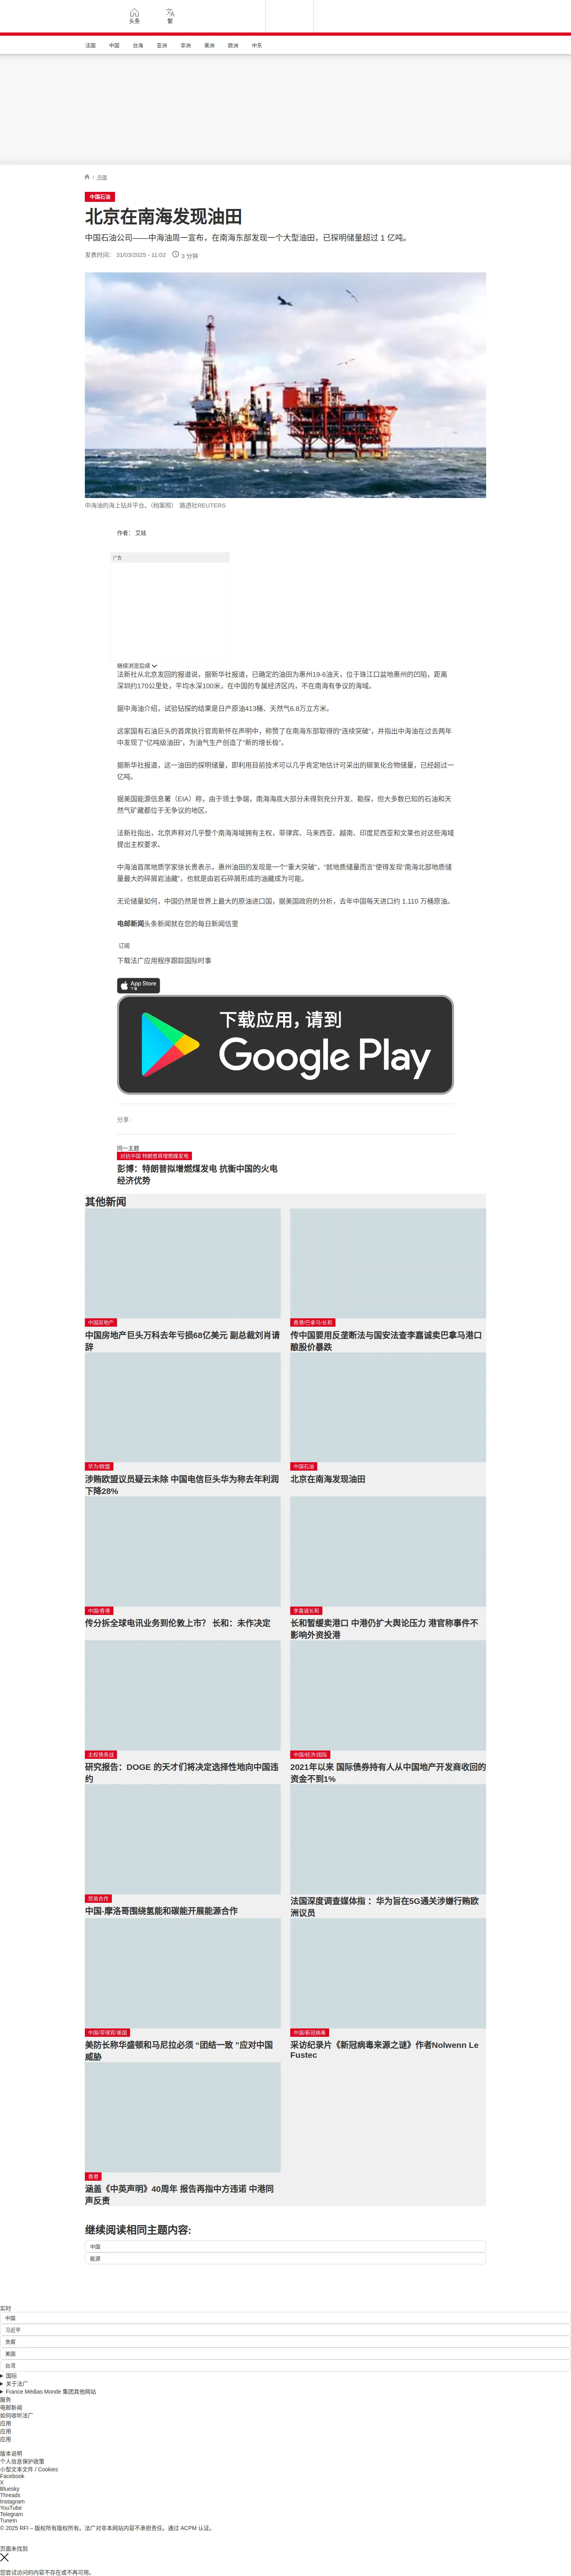 头条
繁
法国
中国
台海
亚洲
非洲
美洲
欧洲
中东
/ 中国
中国石油
北京在南海发现油田
中国石油公司——中海油周一宣布，在南海东部发现一个大型油田，已探明储量超过 1 亿吨。
发表时间： 31/03/2025 - 11:02
3 分钟
中海油的海上钻井平台。（档案照） 路透社REUTERS
作者： 艾娃
广告
继续浏览后续
法新社从北京发回的报道说，据新华社报道，已确定的油田为惠州19-6油天，位于珠江口盆地惠州的凹陷，距离
深圳约170公里处，平均水深100米，在中国的专属经济区内，不在南海有争议的海域。
据中海油介绍，试验钻探的结果是日产原油413桶、天然气6.8万立方米。
这家国有石油巨头的首席执行官周新怀在声明中，称赞了在南海东部取得的“连续突破”，并指出中海油在过去两年
中发现了“亿吨级油田”，为油气生产创造了“新的增长极”。
据新华社报道，这一油田的探明储量，即利用目前技术可以几乎肯定地估计可采出的碳氢化合物储量，已经超过一
亿吨。
据美国能源信息署（EIA）称，由于领土争端，南海海底大部分未得到充分开发、勘探，但大多数已知的石油和天
然气矿藏都位于无争议的地区。
法新社指出，北京声称对几乎整个南海海域拥有主权，菲律宾、马来西亚、越南、印度尼西亚和文莱也对这些海域
提出主权要求。
中海油首席地质学家徐长贵表示，惠州油田的发现是一个“重大突破”，“就地质储量而言”使得发现“南海北部地质储
量最大的碎屑岩油藏”，也就是由岩石碎屑形成的油藏成为可能。
无论储量如何，中国仍然是世界上最大的原油进口国，据美国政府的分析，去年中国每天进口约 1,110 万桶原油。
电邮新闻头条新闻就在您的每日新闻信里
订阅
下载法广应用程序跟踪国际时事
App Store
下载
下载应用，请到
Google Play
分享 :
同一主题
对抗中国 特朗普将增燃煤发电
彭博：特朗普拟增燃煤发电 抗衡中国的火电
经济优势
其他新闻
中国房地产
中国房地产巨头万科去年亏损68亿美元 副总裁刘肖请
辞
香港/巴拿马/长和
传中国要用反垄断法与国安法查李嘉诚卖巴拿马港口
酿股价暴跌
华为/欧盟
涉贿欧盟议员疑云未除 中国电信巨头华为称去年利润
下降28%
中国石油
北京在南海发现油田
中国/香港
传分拆全球电讯业务到伦敦上市？ 长和：未作决定
李嘉诚长和
长和暂缓卖港口 中港仍扩大舆论压力 港官称事件不
影响外资投港
主权债务战
研究报告：DOGE 的天才们将决定选择性地向中国违
约
中国/经济/国际
2021年以来 国际债券持有人从中国地产开发商收回的
资金不到1%
贸易合作
中国-摩洛哥围绕氢能和碳能开展能源合作
法国深度调查媒体指 ：华为旨在5G通关涉嫌行贿欧
洲议员
中国/菲律宾/美国
美防长称华盛顿和马尼拉必须 “团结一致 ”应对中国
威胁
中国/新冠病毒
采访纪录片《新冠病毒来源之谜》作者Nolwenn Le
Fustec
香港
涵盖《中英声明》40周年 报告再指中方违诺 中港同
声反责
继续阅读相同主题内容:
中国
能源
实时
中国
习近平
贪腐
美国
台湾
国际
关于法广
France Médias Monde 集团其他网站
服务
电邮新闻
如何收听法广
应用
应用
应用
版本说明
个人信息保护政策
小型文本文件 / Cookies
Facebook
X
Bluesky
Threads
Instagram
YouTube
Telegram
TuneIn
© 2025 RFI – 版权所有版权所有。法广对非本网站内容不承担责任。通过 ACPM 认证。
页面未找到
您尝试访问的内容不存在或不再可用。